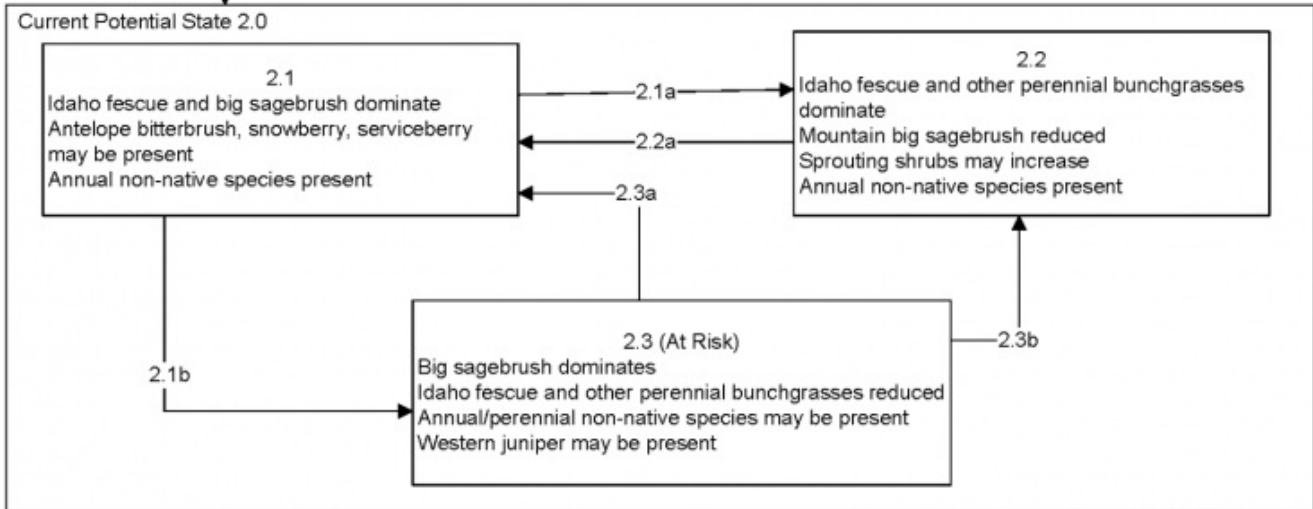 Current Potential State 2.0
2.1
Idaho fescue and big sagebrush dominate
Antelope bitterbrush, snowberry, serviceberry
may be present
Annual non-native species present
2.1a
2.2a
2.3a
2.2
Idaho fescue and other perennial bunchgrasses
dominate
Mountain big sagebrush reduced
Sprouting shrubs may increase
Annual non-native species present
2.1b
2.3 (At Risk)
Big sagebrush dominates
Idaho fescue and other perennial bunchgrasses reduced
Annual/perennial non-native species may be present
Western juniper may be present
2.3b